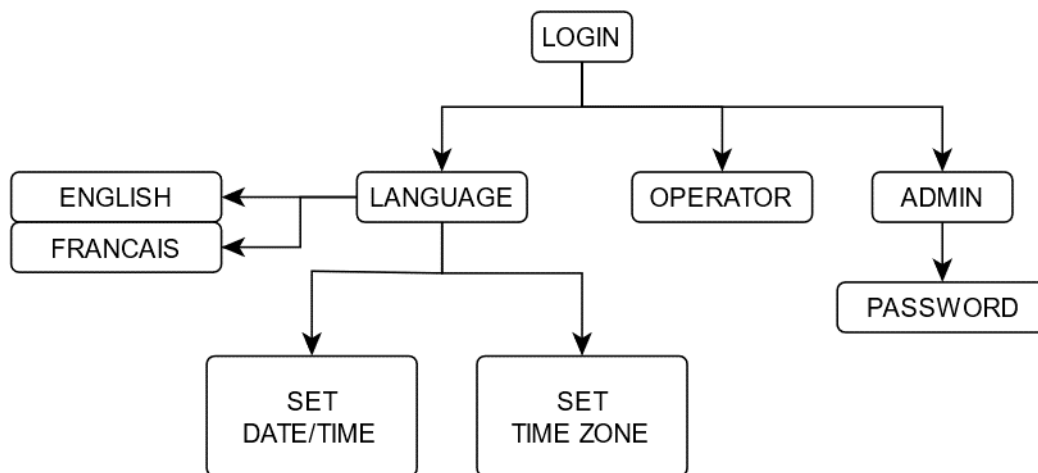 LOGIN
ENGLISH
LANGUAGE
OPERATOR
ADMIN
FRANCAIS
PASSWORD
SET
DATE/TIME
SET
TIME ZONE